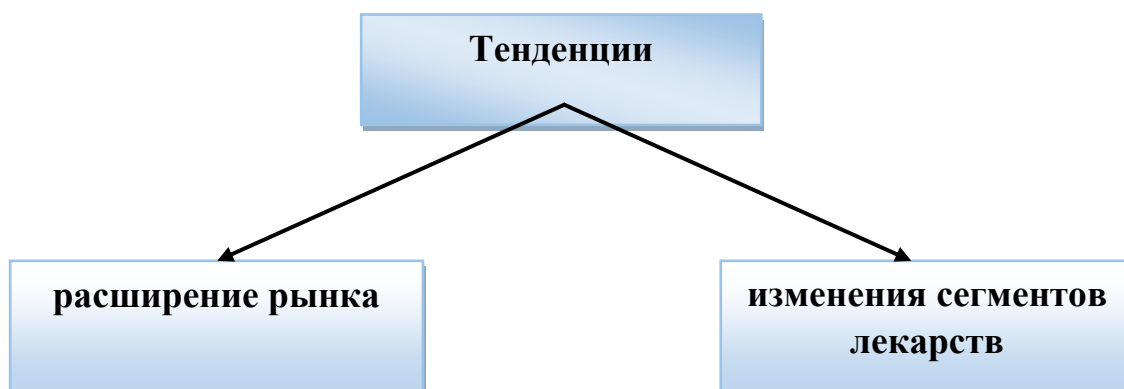 Тенденции
расширение рынка
изменения сегментов
лекарств